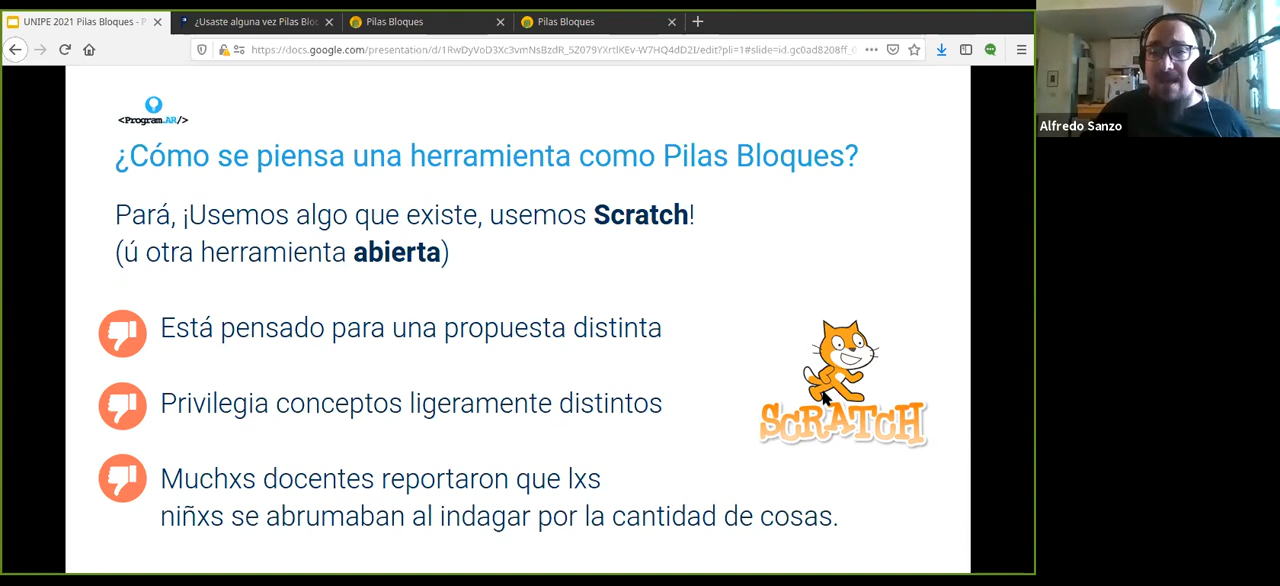 UNIPE 2021 Pilas Bloques - P
¿Usaste alguna vez Pilas Bloc
Pilas Bloques
Pilas Bloques
https://docs.google.com/presentation/d/1RwDyVoD3Xc3vmNsBzdR_5Z079YXrtlKEv-W7HQ4dD2I/edit?pli=1#slide=id.gc0ad8208ff_0
Alfredo Sanzo
<Program.AR/>
¿Cómo se piensa una herramienta como Pilas Bloques?
Pará, ¡Usemos algo que existe, usemos Scratch!
(ú otra herramienta abierta)
Está pensado para una propuesta distinta
Privilegia conceptos ligeramente distintos
SCRATCH
Muchxs docentes reportaron que lxs
niñxs se abrumaban al indagar por la cantidad de cosas.